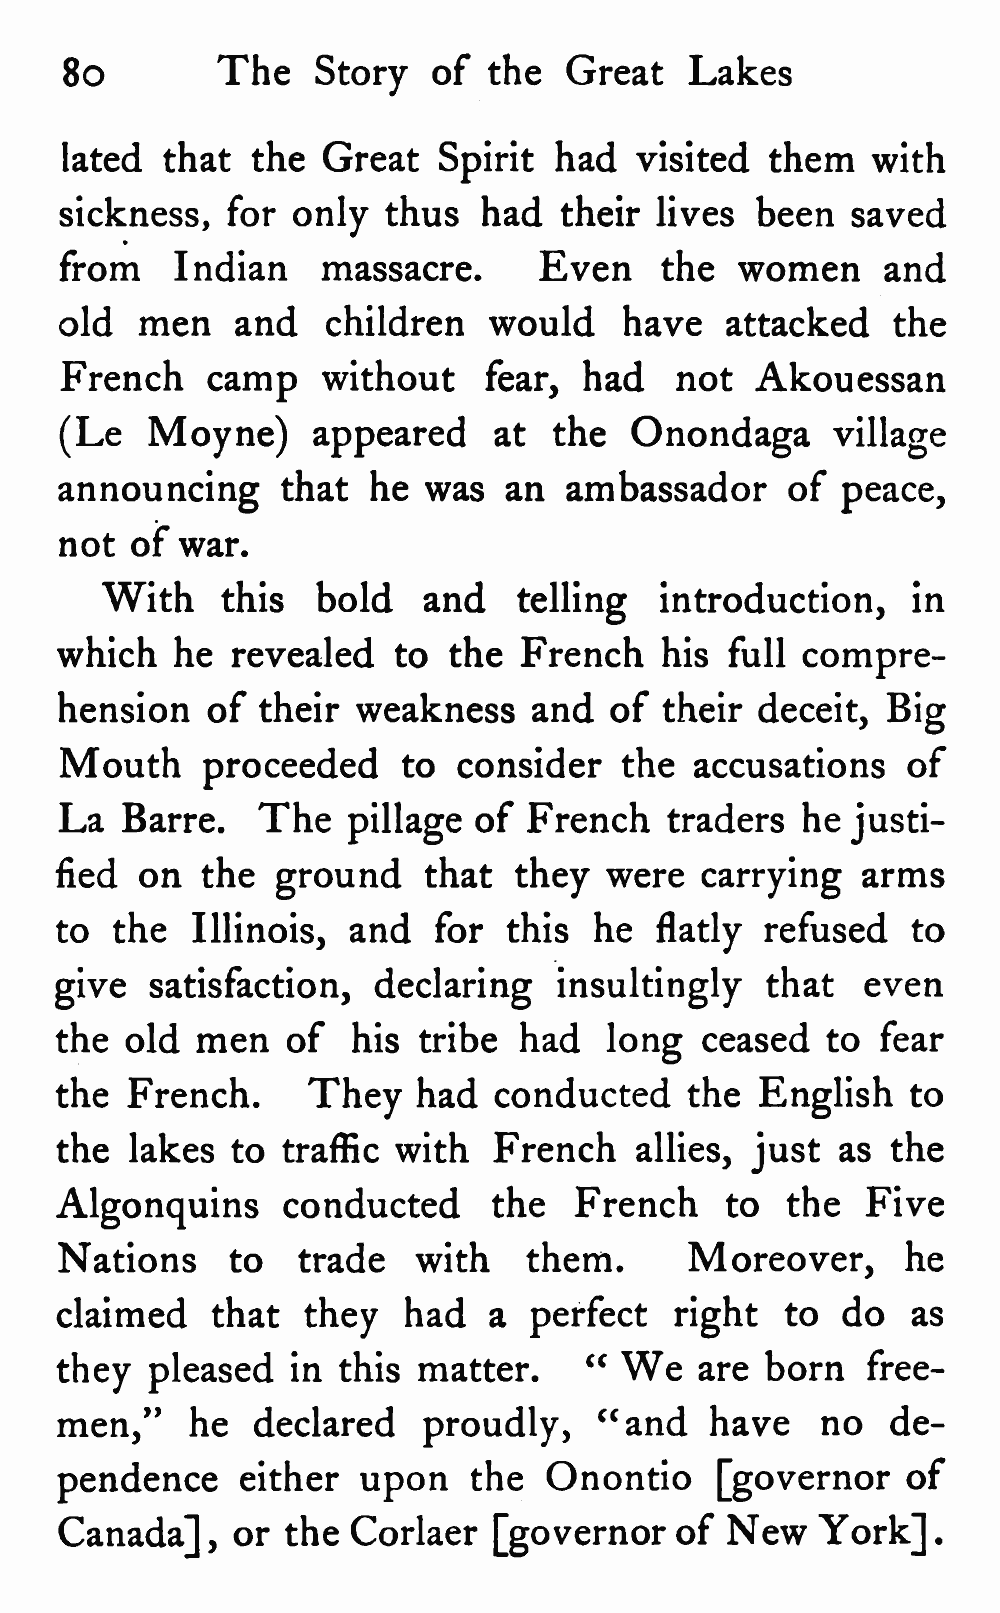 80 The Story of the Great Lakes
lated that the Great Spirit had visited them with
sickness, for only thus had their lives been saved
from Indian massacre. Even the women and
old men and children would have attacked the
French camp without fear, had not Akouessan
(Le Moyne) appeared at the Onondaga village
announcing that he was an ambassador of peace,
not of war.
With this bold and telling introduction, in
which he revealed to the French his full compre-
hension of their weakness and of their deceit, Big
Mouth proceeded to consider the accusations of
La Barre. The pillage of French traders he justi-
fied on the ground that they were carrying arms
to the Illinois, and for this he flatly refused to
give satisfaction, declaring insultingly that even
the old men of his tribe had long ceased to fear
the French. They had conducted the English to
the lakes to traffic with French allies, just as the
Algonquins conducted the French to the Five
Nations to trade with them. Moreover, he
claimed that they had a perfect right to do as
they pleased in this matter. “We are born free-
men,” he declared proudly, “and have no de-
pendence either upon the Onontio [governor of
Canada], or the Corlaer [governor of New York].